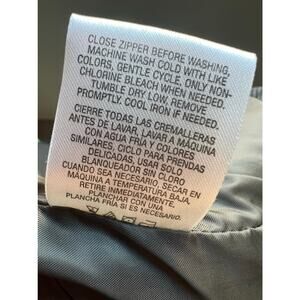 CLOSE ZIPPER BEFORE WASHING,
MACHINE WASH COLD WITH LIKE
COLORS, GENTLE CYCLE, ONLY NON-
CHLORINE BLEACH WHEN NEEDED.
TUMBLE DRY LOW, REMOVE
PROMPTLY. COOL IRON IF NEEDED.
CIERRE TODAS LAS CREMALLERAS
ANTES DE LAVAR, LAVAR A MÁQUINA
CON AGUA FRÍA Y COLORES
SIMILARES, CICLO PARA PRENDAS
DELICADAS, USAR SOLO
BLANQUEADOR SIN CLORO
CUANDO SEA NECESARIO, SECAR EN
MÁQUINA A TEMPERATURA BAJA,
RETIRE INMEDIATAMENTE.
PLANCHA FRÍA SI ES NECESARIO.